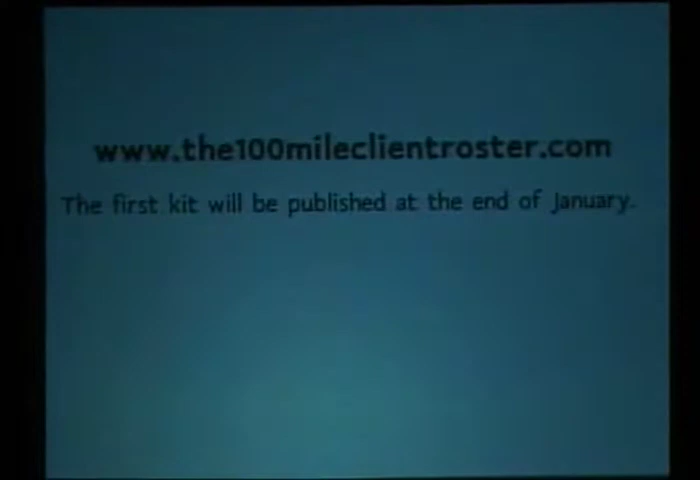 www.the100mileclientroster.com
The first kit will be published at the end of January.